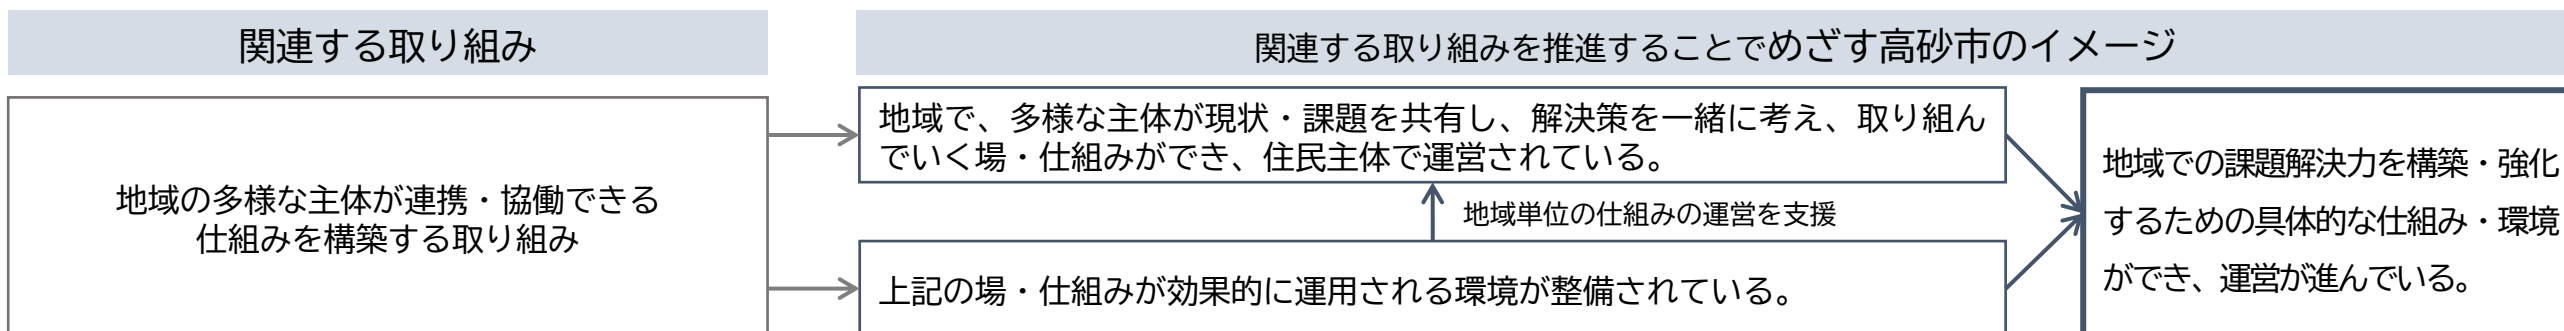 関連する取り組み
関連する取り組みを推進することでめざす高砂市のイメージ
地域の多様な主体が連携・協働できる
仕組みを構築する取り組み
地域で、多様な主体が現状・課題を共有し、解決策を一緒に考え、取り組ん
でいく場・仕組みができ、住民主体で運営されている。
地域単位の仕組みの運営を支援
上記の場・仕組みが効果的に運用される環境が整備されている。
地域での課題解決力を構築・強化
するための具体的な仕組み・環境
ができ、運営が進んでいる。